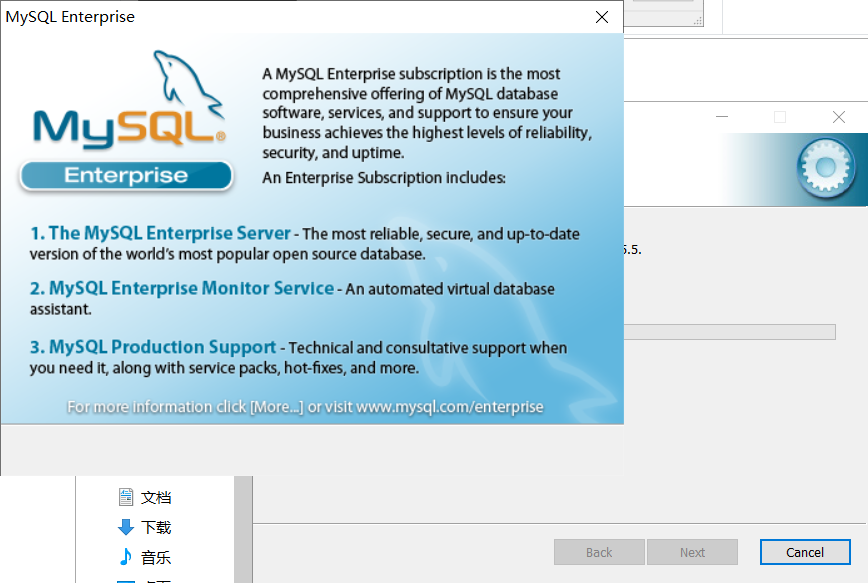 MySQL Enterprise
MySQL®
Enterprise
A MySQL Enterprise subscription is the most
comprehensive offering of MySQL database
software, services, and support to ensure your
business achieves the highest levels of reliability,
security, and uptime.
An Enterprise Subscription includes:
1. The MySQL Enterprise Server - The most reliable, secure, and up-to-date
version of the world's most popular open source database.
2. MySQL Enterprise Monitor Service - An automated virtual database
assistant.
3. MySQL Production Support - Technical and consultative support when
you need it, along with service packs, hot-fixes, and more.
For more information click [More...] or visit www.mysql.com/enterprise
5.5.
文档
下载
音乐
Back
Next
Cancel